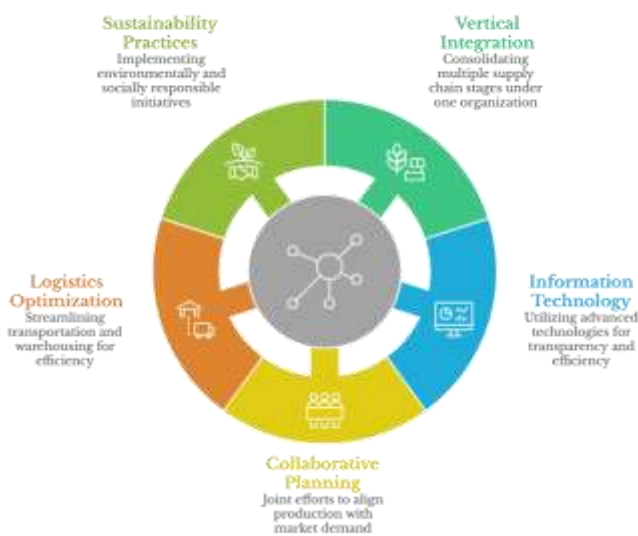 Sustainability
Practices
Implementing
environmentally and
socially responsible
initiatives
Vertical
Integration
Consolidating
multiple supply
chain stages under
one organization
Logistics
Optimization
Streamlining
transportation and
warehousing for
efficiency
Information
Technology
Utilizing advanced
technologies for
transparency and
efficiency
Collaborative
Planning
Joint efforts to align
production with
market demand